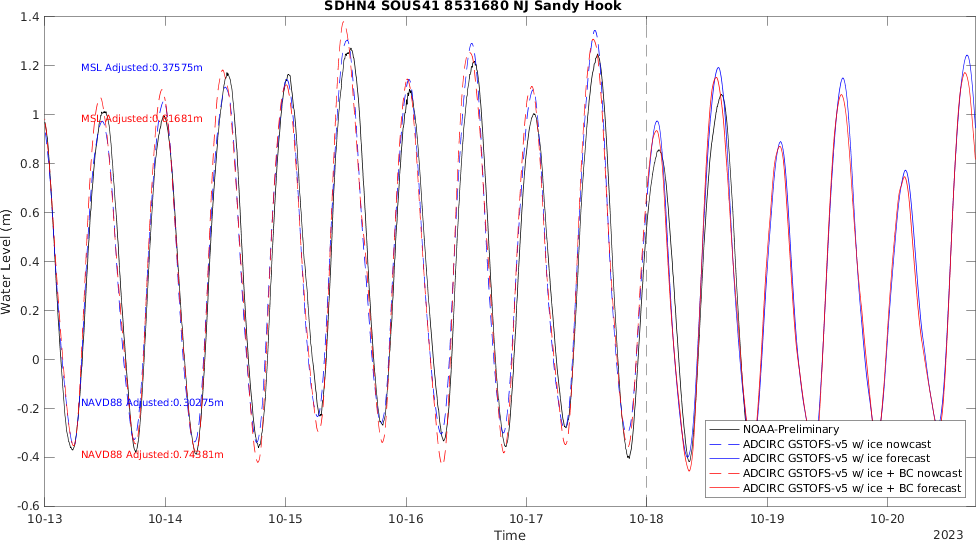 SDHN4 SOUS41 8531680 NJ Sandy Hook
Water Level (m)
1.4
1.2
1
0.8
0.6
0.4
0.2
0
-0.2
-0.4
-0.6
MSL Adjusted:0.37575m
MSL Adjusted:0.81681m
NAVD88 Adjusted:0.30275m
NAVD88 Adjusted:0.74381m
NOAA-Preliminary
ADCIRC GSTOFS-v5 w/ ice nowcast
ADCIRC GSTOFS-v5 w/ ice forecast
ADCIRC GSTOFS-v5 w/ ice + BC nowcast
ADCIRC GSTOFS-v5 w/ ice + BC forecast
10-13 10-14 10-15 10-16 10-17 10-18 10-19 10-20
Time
2023